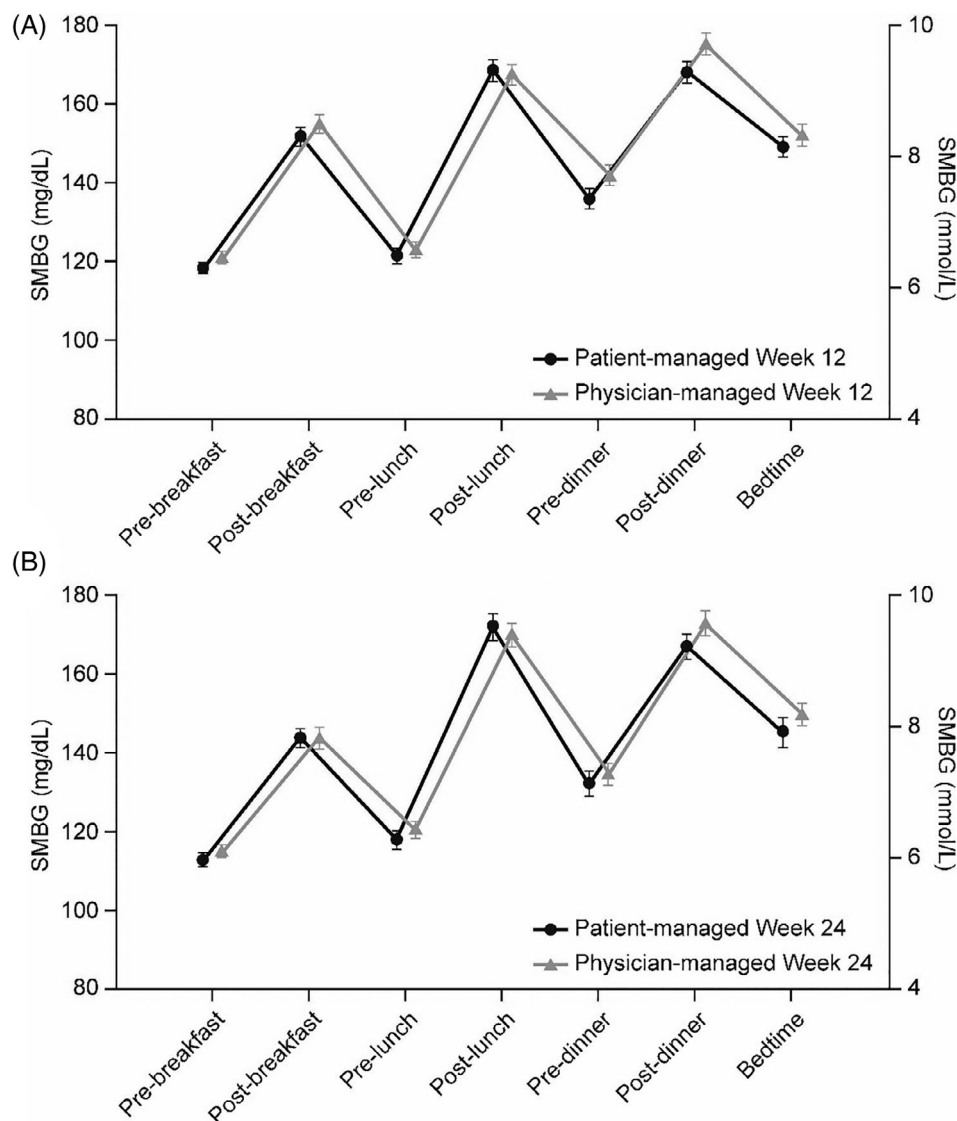 (A)
180
160
140
120
100
80
SMBG (mg/dL)
10
8
6
4
SMBG (mmol/L)
Patient-managed Week 12
Physician-managed Week 12
Pre-breakfast
Post-breakfast
Pre-lunch
Post-lunch
Pre-dinner
Post-dinner
Bedtime
(B)
180
160
140
120
100
80
SMBG (mg/dL)
10
8
6
4
SMBG (mmol/L)
Patient-managed Week 24
Physician-managed Week 24
Pre-breakfast
Post-breakfast
Pre-lunch
Post-lunch
Pre-dinner
Post-dinner
Bedtime